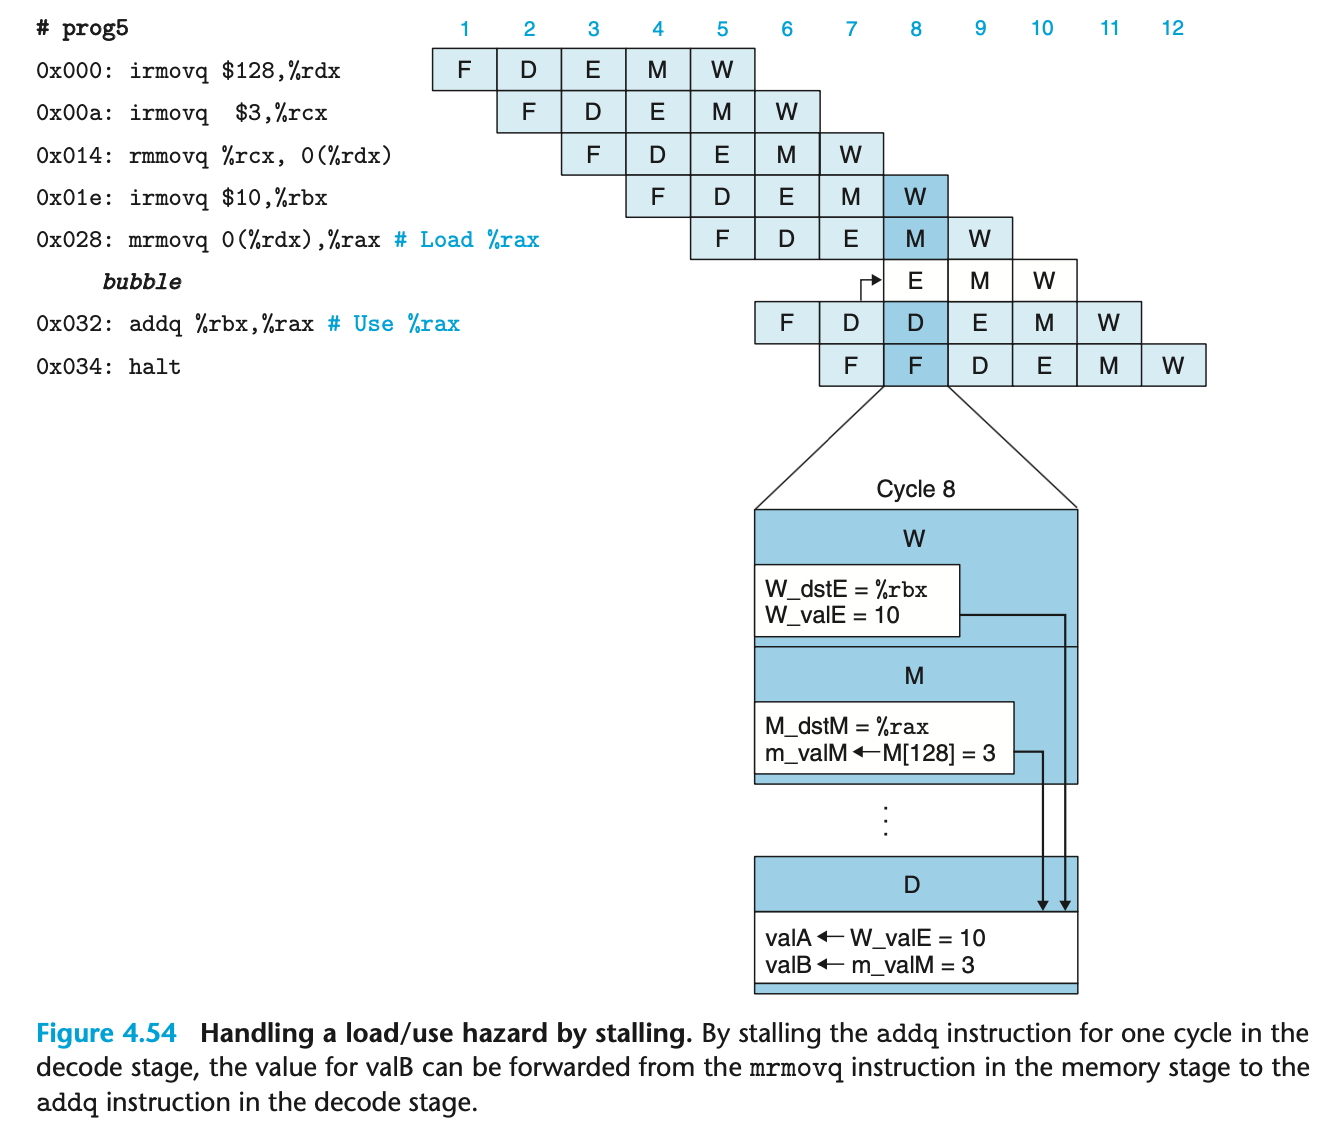 # prog5 1 2 3 4 5 6 7 8 9 10 11 12
0x000: irmovq $128,%rdx F D E M W
0x00a: irmovq  $3,%rcx F D E M W
0x014: rmmovq %rcx, 0(%rdx) F D E M W
0x01e: irmovq $10,%rbx F D E M W
0x028: mrmovq 0(%rdx),%rax # Load %rax F D E M W
bubble E M W
0x032: addq %rbx,%rax # Use %rax F D D E M W
0x034: halt F F D E M W
Cycle 8
W
W_dstE = %rbx
W_valE = 10
M
M_dstM = %rax
m_valM ← M[128] = 3
D
valA ← W_valE = 10
valB ← m_valM = 3
Figure 4.54 Handling a load/use hazard by stalling. By stalling the addq instruction for one cycle in the
decode stage, the value for valB can be forwarded from the mrmovq instruction in the memory stage to the
addq instruction in the decode stage.